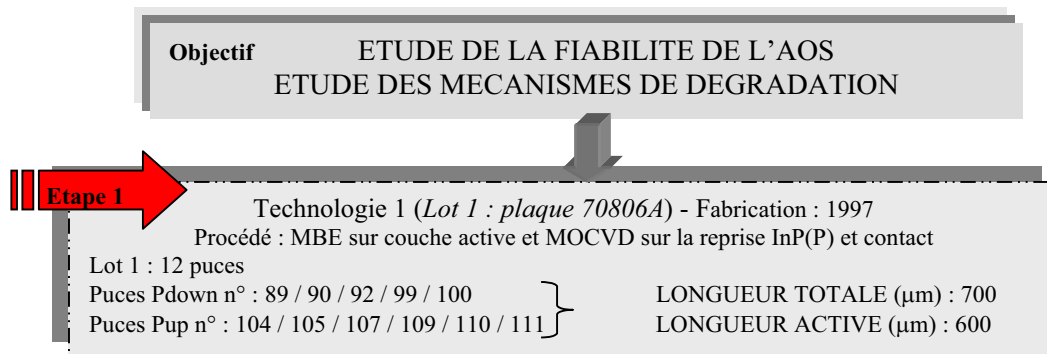 Objectif ETUDE DE LA FIABILITE DE L'AOS
ETUDE DES MECANISMES DE DEGRADATION
Etape 1
Technologie 1 (Lot 1 : plaque 70806A) - Fabrication : 1997
Procédé : MBE sur couche active et MOCVD sur la reprise InP(P) et contact
Lot 1 : 12 puces
Puces Pdown n° : 89 / 90 / 92 / 99 / 100 LONGUEUR TOTALE (µm) : 700
Puces Pup n° : 104 / 105 / 107 / 109 / 110 / 111 LONGUEUR ACTIVE (µm) : 600